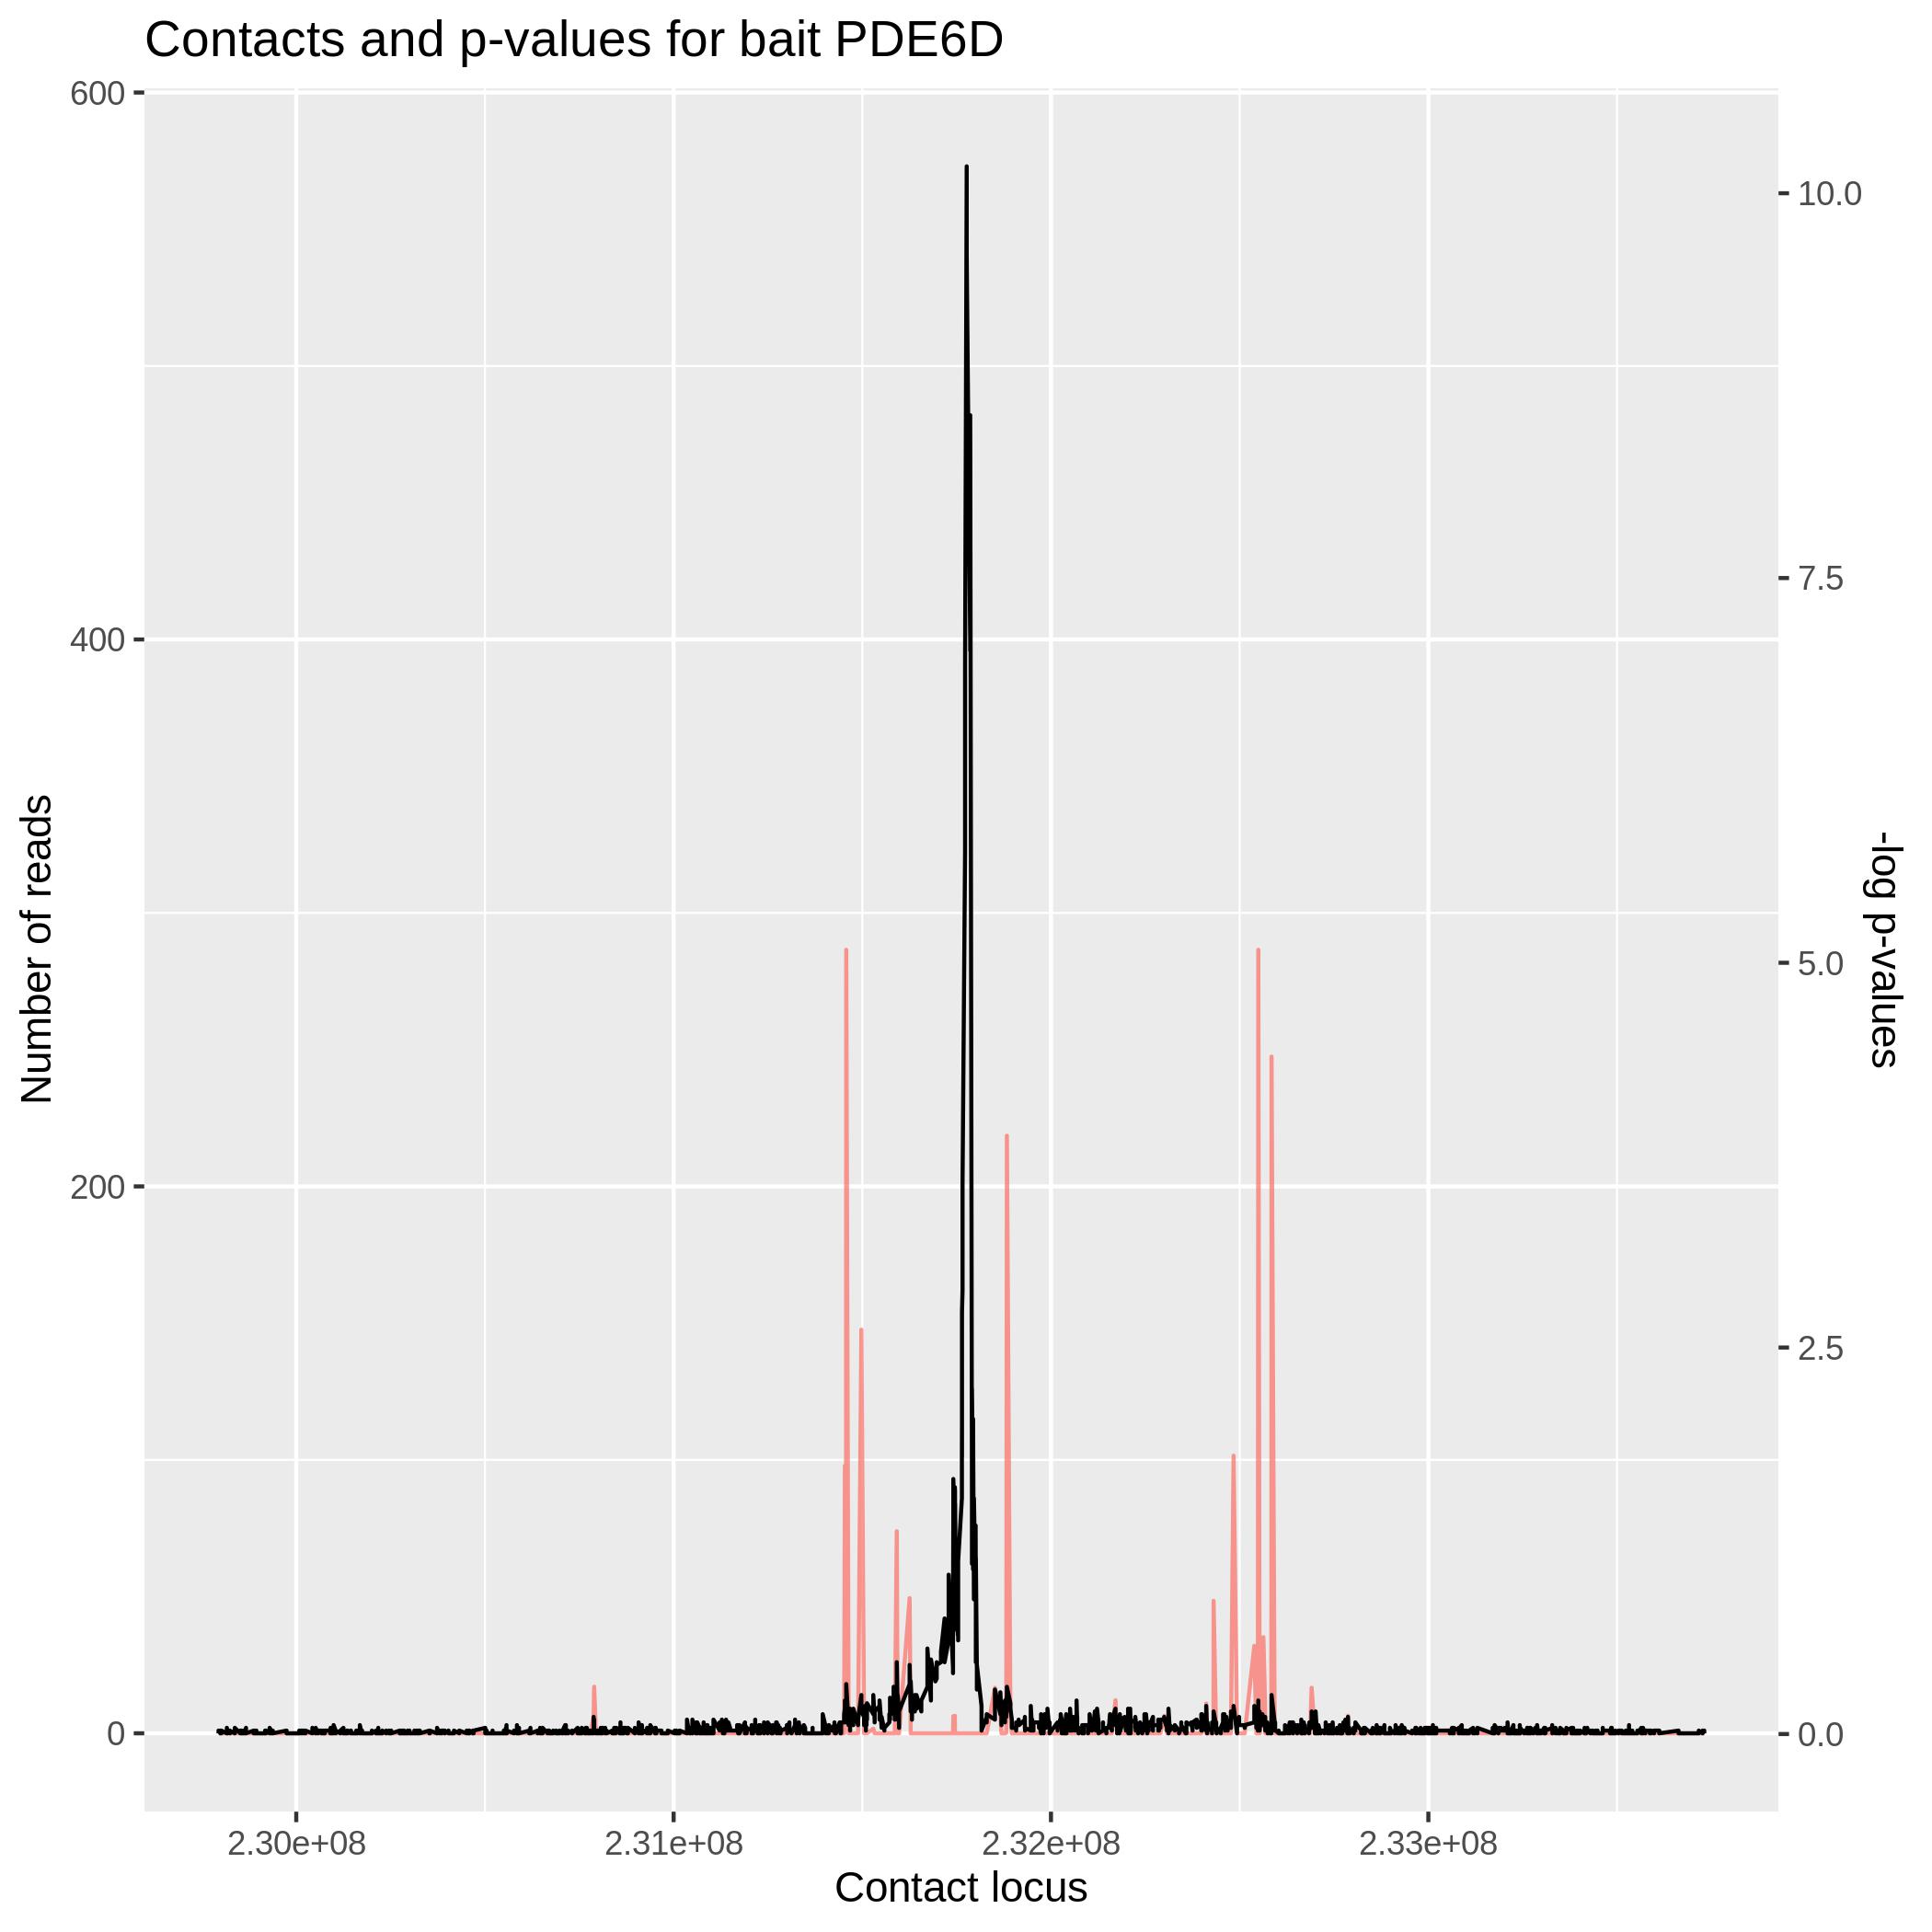 Contacts and p-values for bait PDE6D
600
400
200
0
Number of reads
10.0
7.5
5.0
2.5
0.0
-log p-values
2.30e+08
2.31e+08
2.32e+08
2.33e+08
Contact locus